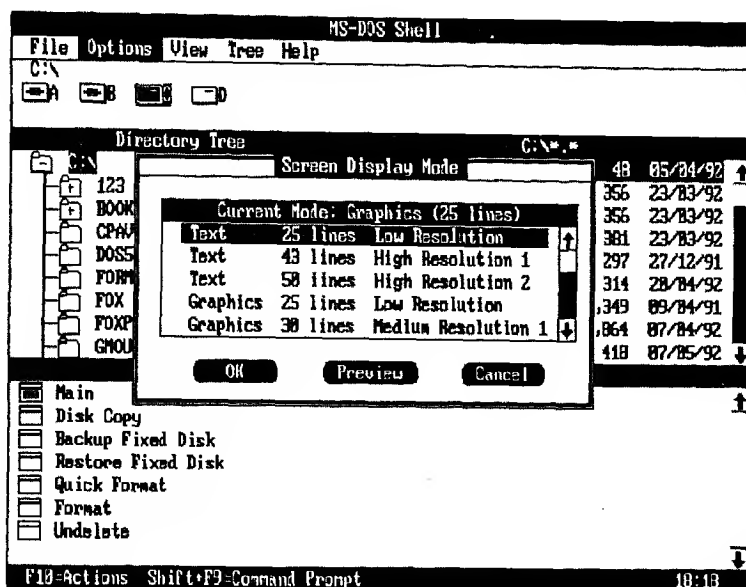 MS-DOS Shell
File Options View Tree Help
C:\
A B C D
Directory Tree C:\*.*
C:\
123
BOOK
CPAV
DOS5
FORM
FOX
FOXP
GMOU
48 05/04/92
356 23/03/92
356 23/03/92
381 23/03/92
297 27/12/91
314 28/04/92
,349 09/04/91
,864 07/04/92
418 07/05/92
Screen Display Mode
Current Mode: Graphics (25 lines)
Text 25 lines Low Resolution
Text 43 lines High Resolution 1
Text 50 lines High Resolution 2
Graphics 25 lines Low Resolution
Graphics 30 lines Medium Resolution 1
OK Preview Cancel
Main
Disk Copy
Backup Fixed Disk
Restore Fixed Disk
Quick Format
Format
Undelete
F10=Actions Shift+F9=Command Prompt 18:18